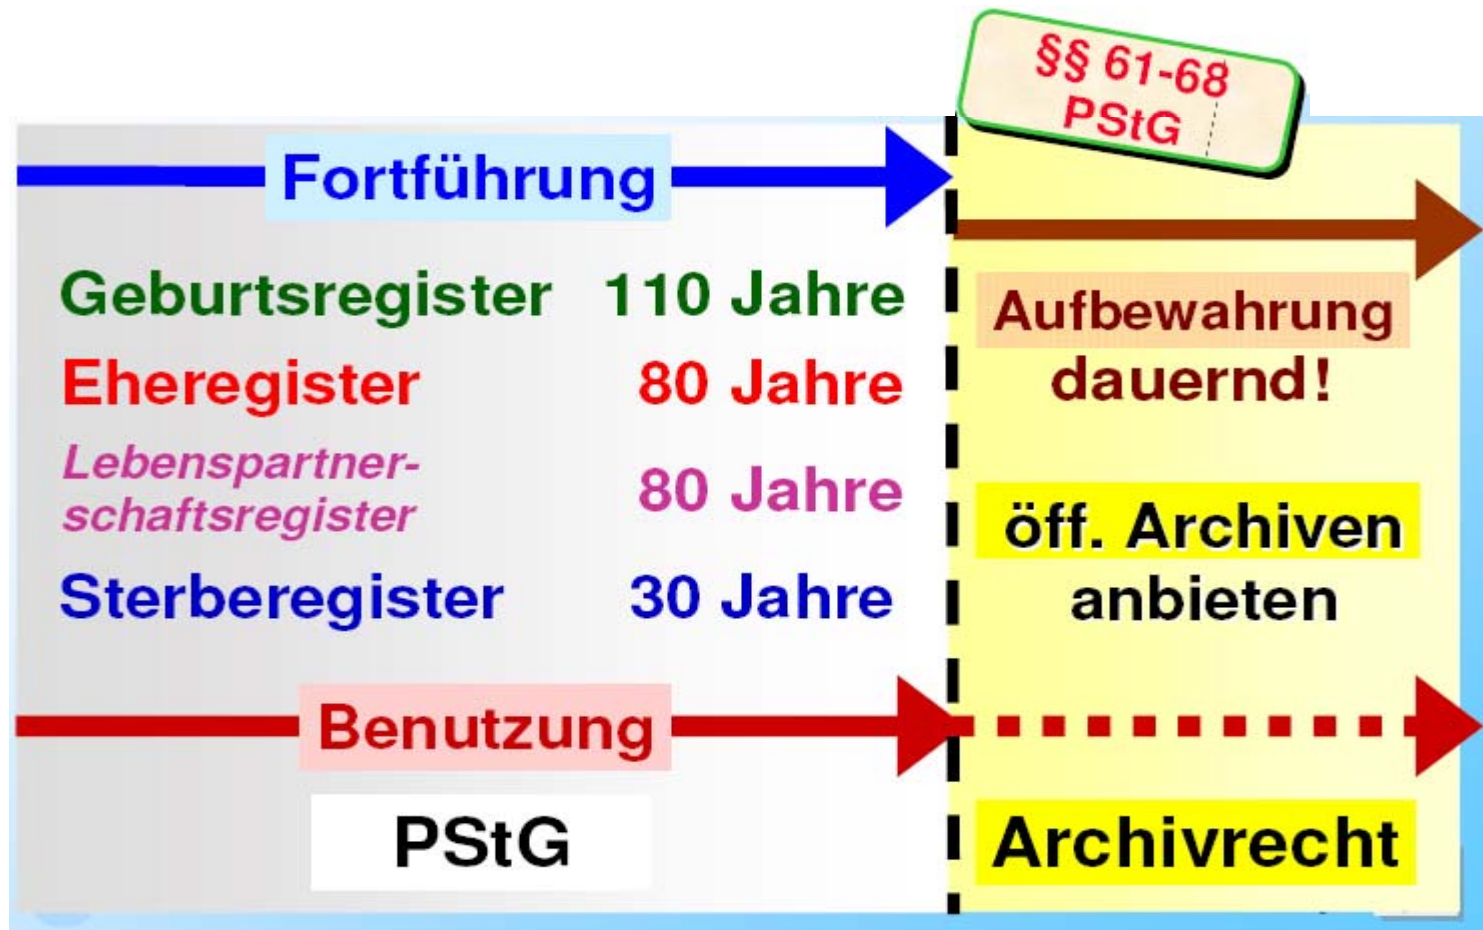 §§ 61-68
PStG
Fortführung
Geburtsregister 110 Jahre
Eheregister 80 Jahre
Lebenspartner-
schaftsregister 80 Jahre
Sterberegister 30 Jahre
Benutzung
PStG
Aufbewahrung
dauernd!
öff. Archiven
anbieten
Archivrecht